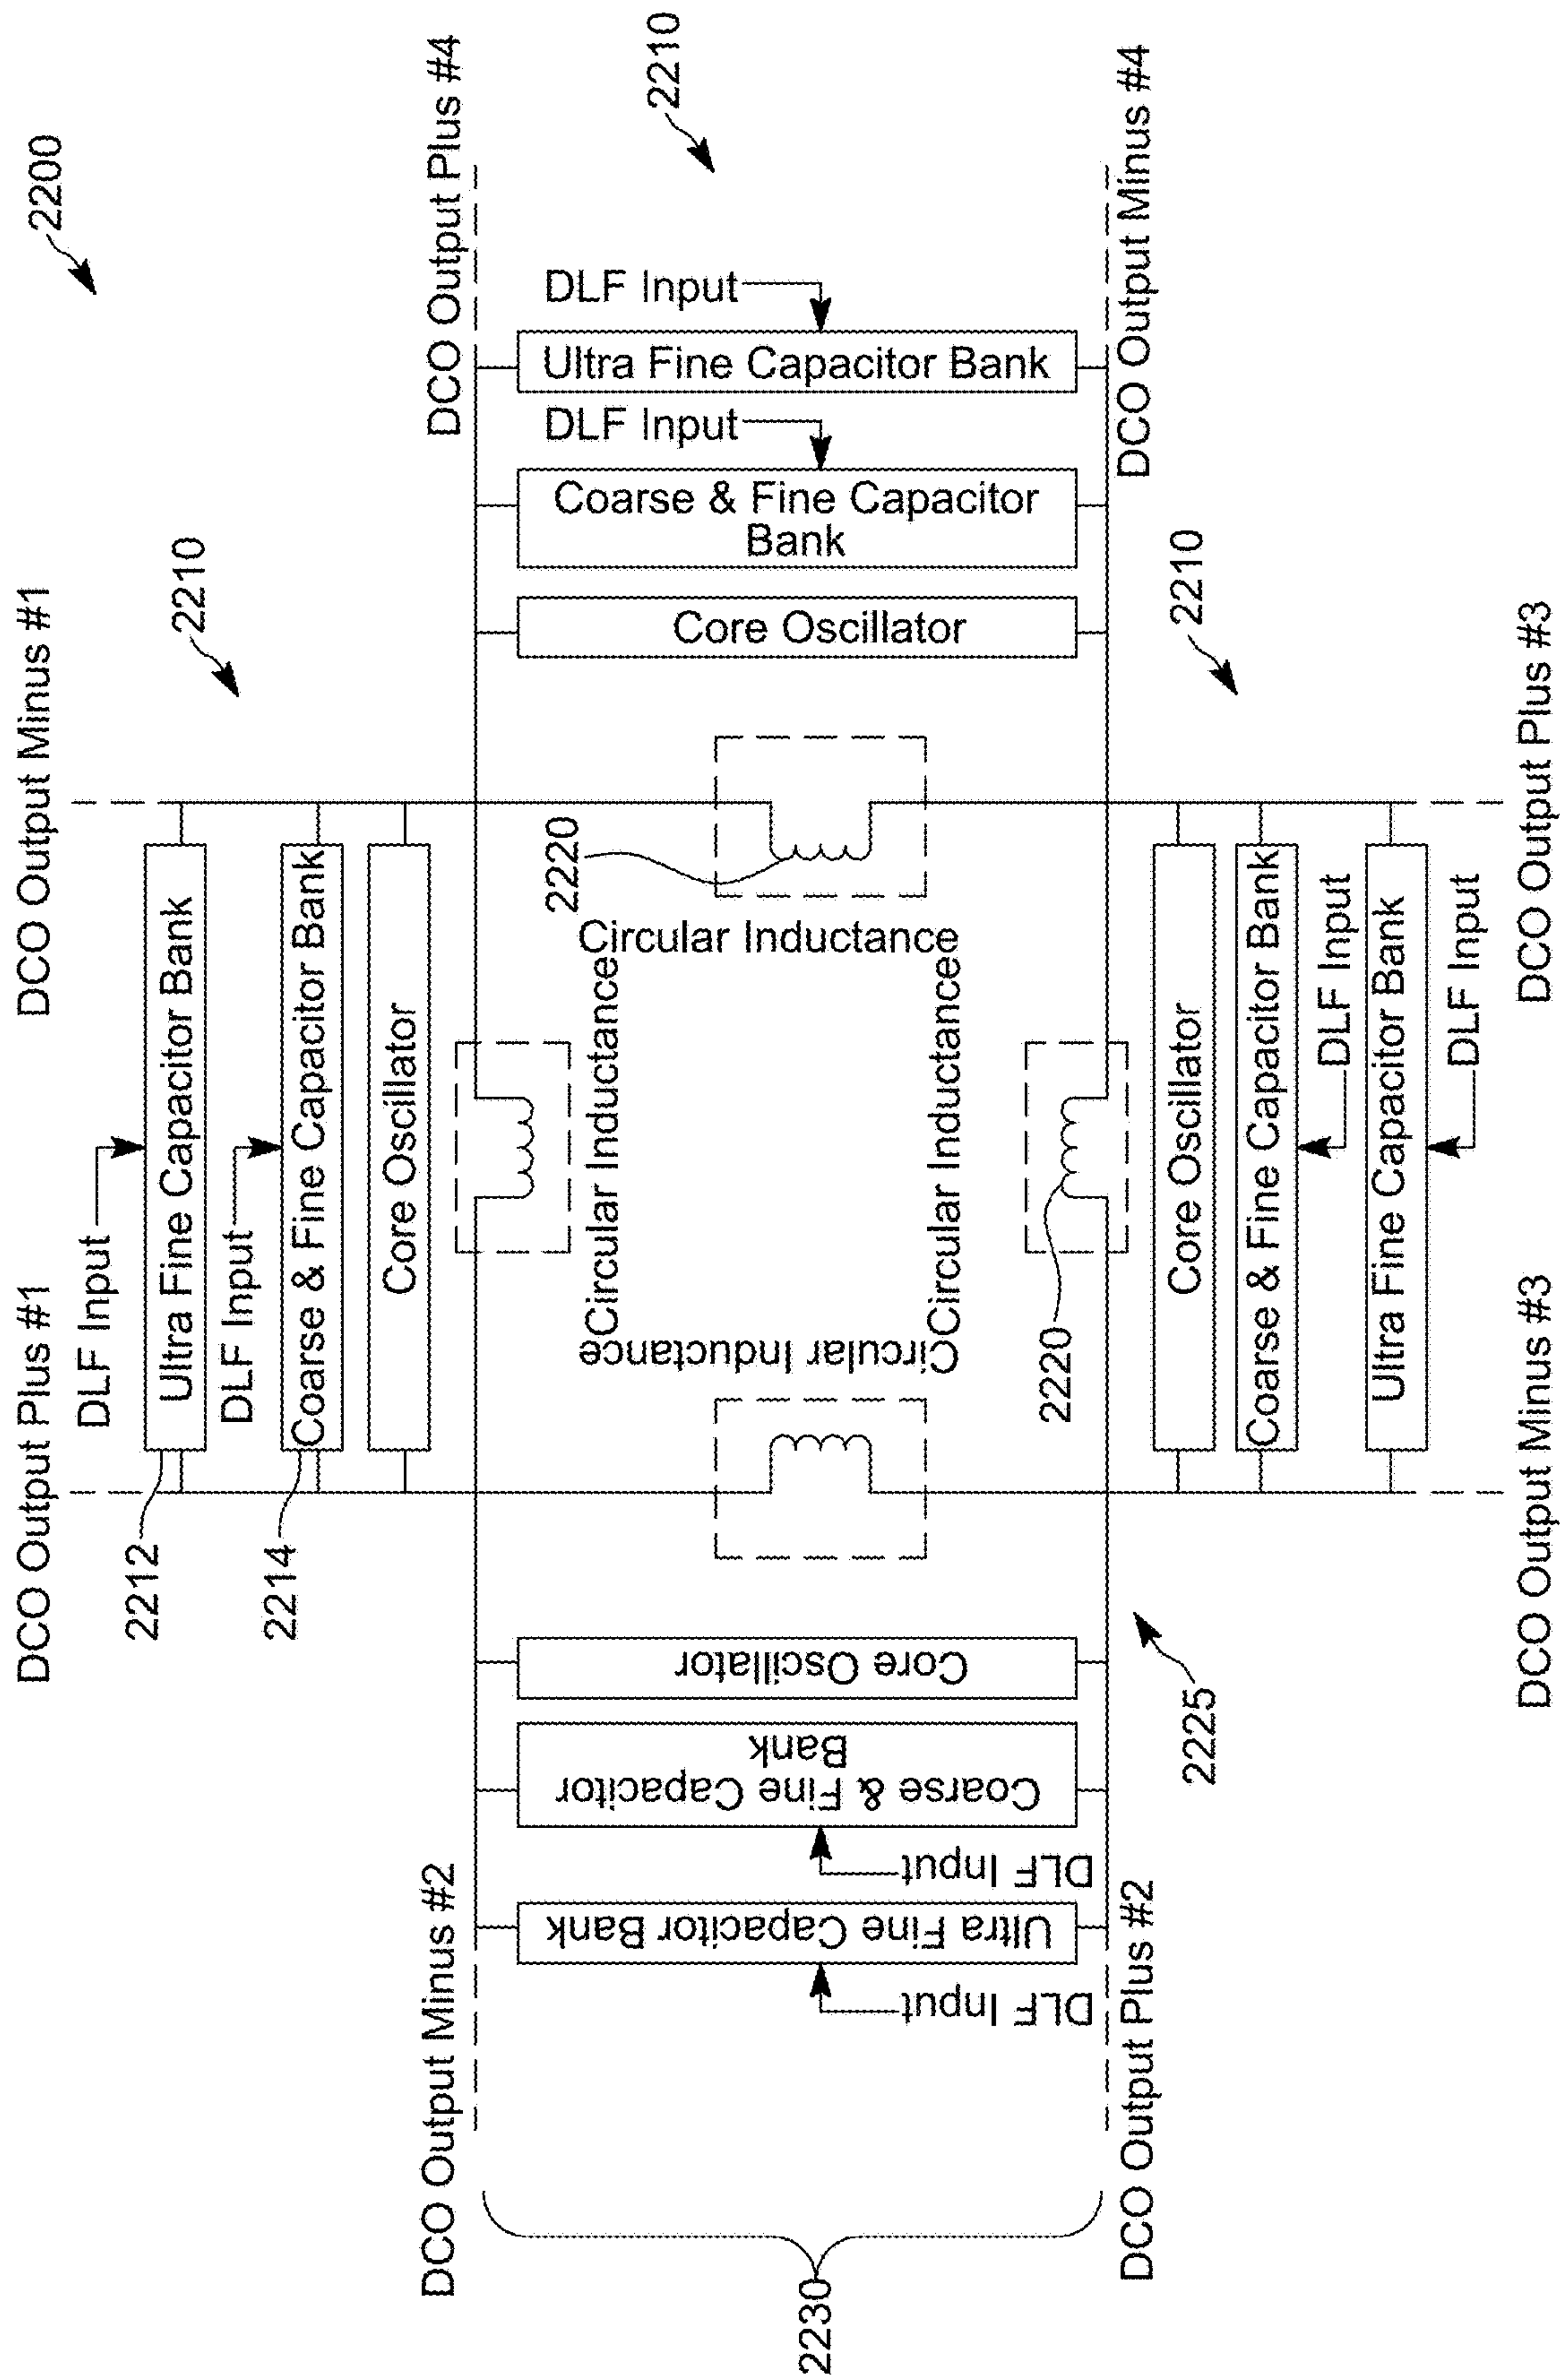 2200
DCO Output Plus #1
DCO Output Minus #1
DLF Input
2212
Ultra Fine Capacitor Bank
2210
DLF Input
2214
Coarse & Fine Capacitor Bank
Core Oscillator
DCO Output Minus #2
DCO Output Plus #4
2230
DLF Input
Ultra Fine Capacitor Bank
DLF Input
Coarse & Fine Capacitor
Bank
Core Oscillator
Circular Inductance
Circular Inductance
Circular Inductance
Circular Inductance
2220
2220
Core Oscillator
Coarse & Fine Capacitor
Bank
DLF Input
Ultra Fine Capacitor Bank
DLF Input
2210
DCO Output Plus #2
2225
DCO Output Minus #4
Core Oscillator
2210
Coarse & Fine Capacitor Bank
DLF Input
Ultra Fine Capacitor Bank
DLF Input
DCO Output Minus #3
DCO Output Plus #3